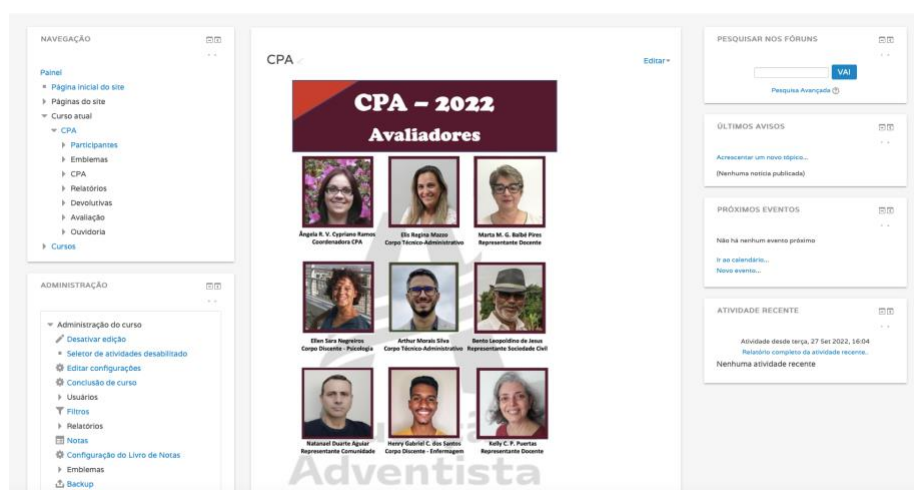 NAVEGAÇÃO
Painel
Página inicial do site
Páginas do site
Curso atual
CPA
Participantes
Emblemas
CPA
Relatórios
Devolutivas
Avaliação
Ouvidoria
Cursos
ADMINISTRAÇÃO
Administração do curso
Desativar edição
Seletor de atividades desabilitado
Editar configurações
Conclusão de curso
Usuários
Filtros
Relatórios
Notas
Configuração do Livro de Notas
Emblemas
Backup
CPA
Editar
CPA – 2022
Avaliadores
Ângela R. V. Cypriano Ramos
Coordenadora CPA
Elis Regina Mazzo
Corpo Técnico-Administrativo
Marta M. G. Balbé Pires
Representante Docente
Ellen Sara Negreiros
Corpo Discente - Psicologia
Arthur Morais Silva
Corpo Técnico Administrativo
Bento Leopoldino de Jesus
Representante Sociedade Civil
Natanael Duarte Aguiar
Representante Comunidade
Henry Gabriel C. dos Santos
Corpo Discente - Enfermagem
Kelly C. P. Puertas
Representante Docente
Adventista
PESQUISAR NOS FÓRUNS
VAI
Pesquisa Avançada
ÚLTIMOS AVISOS
Acrescentar um novo tópico...
(Nenhuma notícia publicada)
PRÓXIMOS EVENTOS
Não há nenhum evento próximo
Ir ao calendário...
Novo evento...
ATIVIDADE RECENTE
Atividade desde terça, 27 Set 2022, 16:04
Relatório completo da atividade recente.
Nenhuma atividade recente